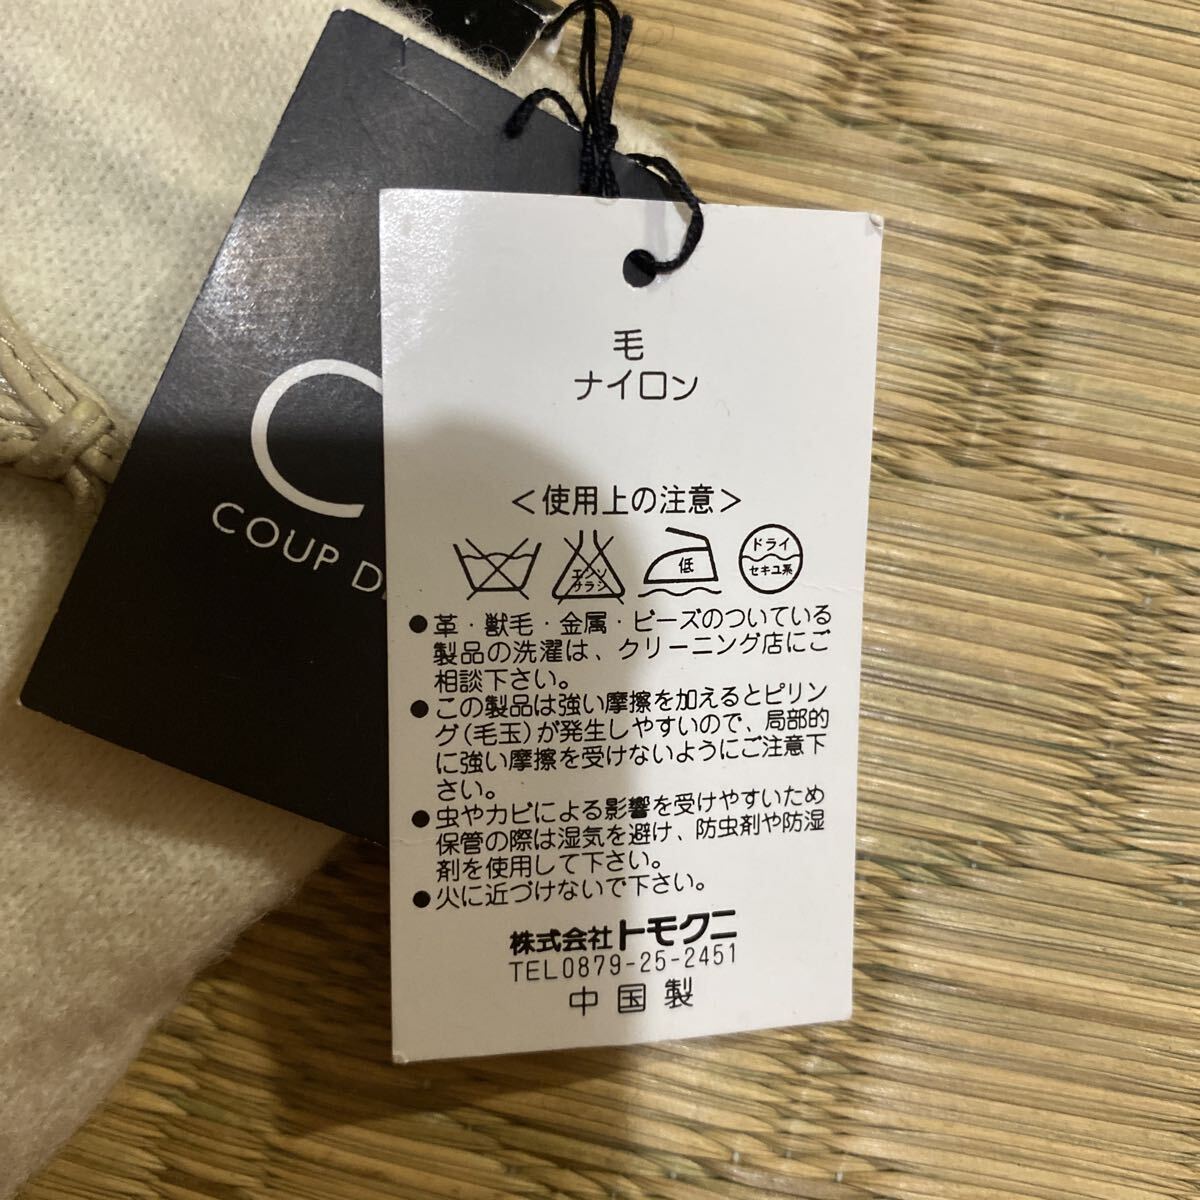 COUP D
毛
ナイロン
＜使用上の注意＞
エンソ
サラシ
低
ドライ
セキユ系
●革・獣毛・金属・ビーズのついている
製品の洗濯は、クリーニング店にご
相談下さい。
●この製品は強い摩擦を加えるとピリン
グ(毛玉)が発生しやすいので、局部的
に強い摩擦を受けないようにご注意下
さい。
●虫やカビによる影響を受けやすいため
保管の際は湿気を避け、防虫剤や防湿
剤を使用して下さい。
●火に近づけないで下さい。
株式会社トモクニ
TEL0879-25-2451
中国製